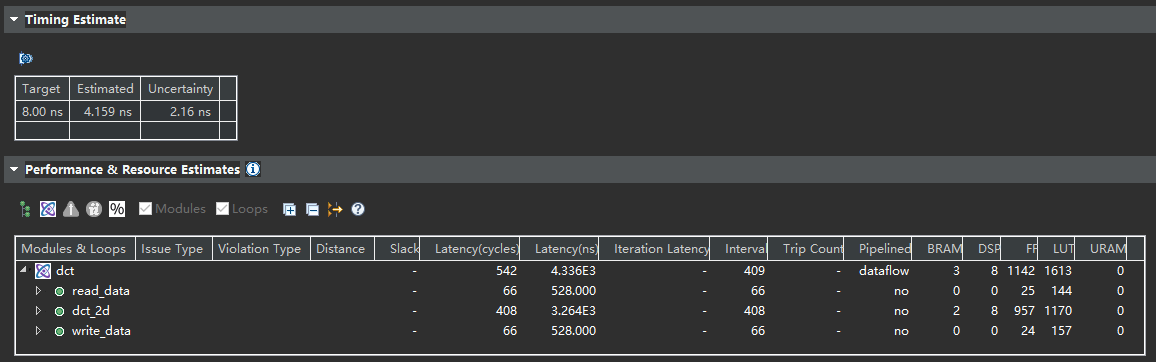 Timing Estimate
Target Estimated Uncertainty
8.00 ns 4.159 ns 2.16 ns
Performance & Resource Estimates
% Modules Loops
Modules & Loops Issue Type Violation Type Distance Slack Latency(cycles) Latency(ns) Iteration Latency Interval Trip Count Pipelined BRAM DSP FF LUT URAM
dct - 542 4.336E3 - 409 - dataflow 3 8 1142 1613 0
read_data - 66 528.000 - 66 - no 0 0 25 144 0
dct_2d - 408 3.264E3 - 408 - no 2 8 957 1170 0
write_data - 66 528.000 - 66 - no 0 0 24 157 0